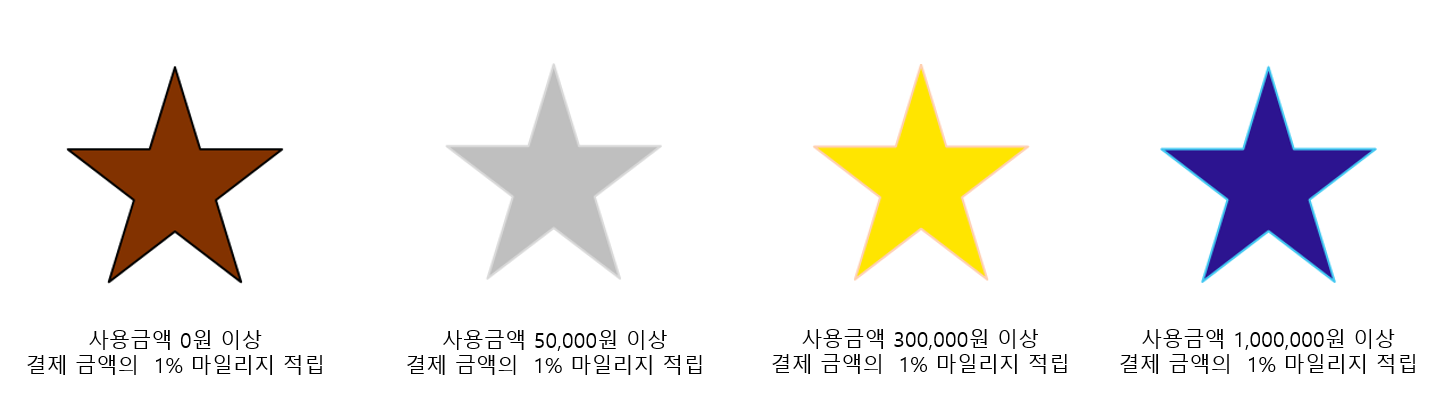 사용금액 0원 이상
결제 금액의  1% 마일리지 적립
사용금액 50,000원 이상
결제 금액의  1% 마일리지 적립
사용금액 300,000원 이상
결제 금액의  1% 마일리지 적립
사용금액 1,000,000원 이상
결제 금액의  1% 마일리지 적립